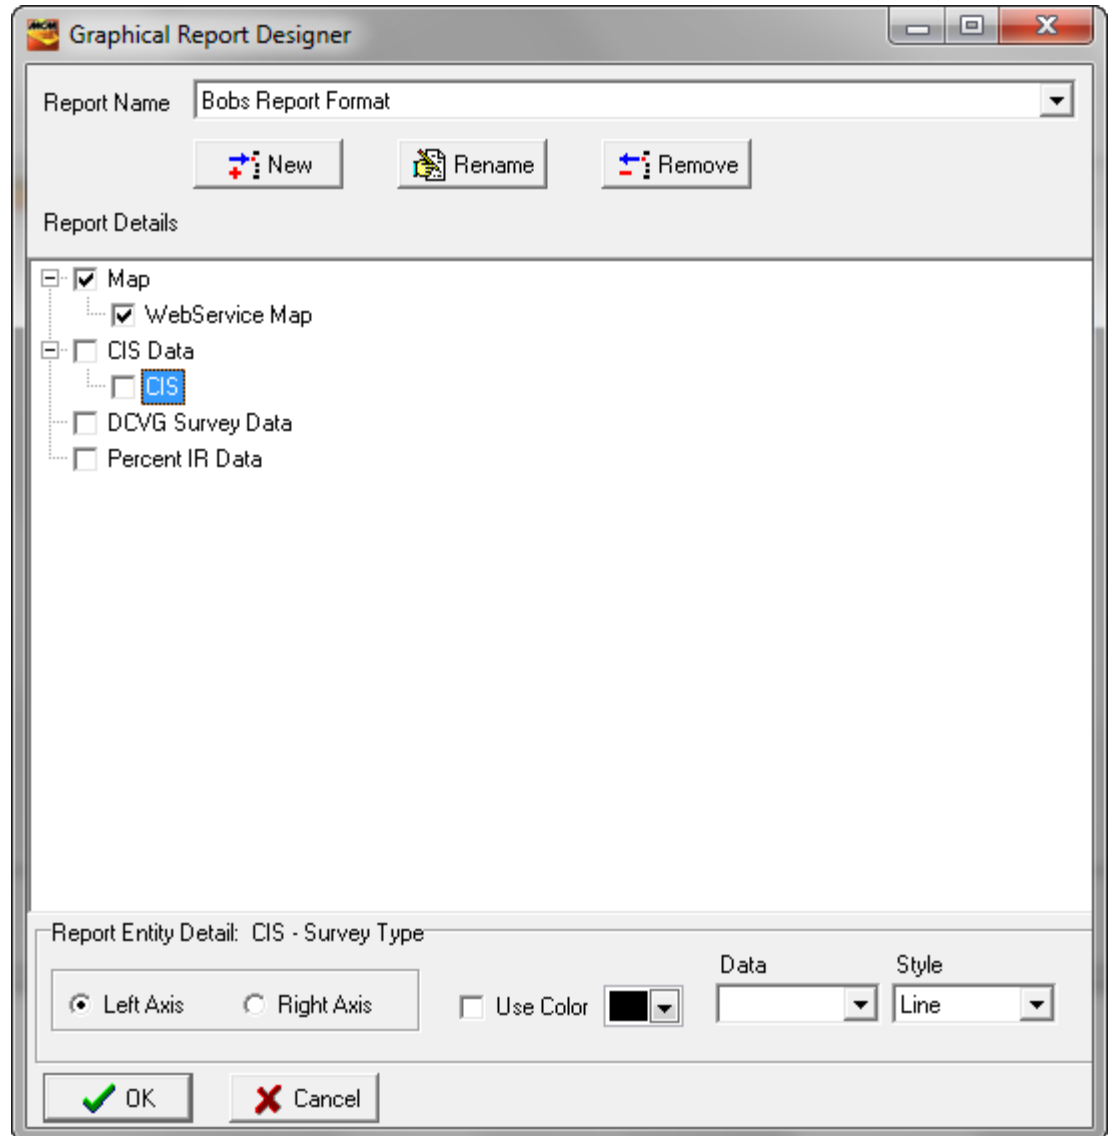 MCM
Graphical Report Designer
Report Name Bobs Report Format
New Rename Remove
Report Details
Map
WebService Map
CIS Data
CIS
DCVG Survey Data
Percent IR Data
Report Entity Detail: CIS - Survey Type
Data Style
Left Axis Right Axis Use Color Line
OK Cancel